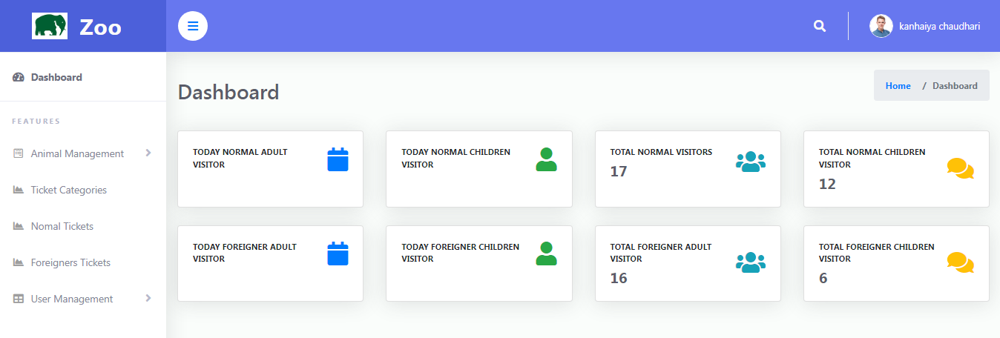 Zoo
kanhaiya chaudhari
Dashboard
FEATURES
Animal Management
Ticket Categories
Nomal Tickets
Foreigners Tickets
User Management
Dashboard
Home / Dashboard
TODAY NORMAL ADULT
VISITOR
TODAY NORMAL CHILDREN
VISITOR
TOTAL NORMAL VISITORS
17
TOTAL NORMAL CHILDREN
VISITOR
12
TODAY FOREIGNER ADULT
VISITOR
TODAY FOREIGNER CHILDREN
VISITOR
TOTAL FOREIGNER ADULT
VISITOR
16
TOTAL FOREIGNER CHILDREN
VISITOR
6